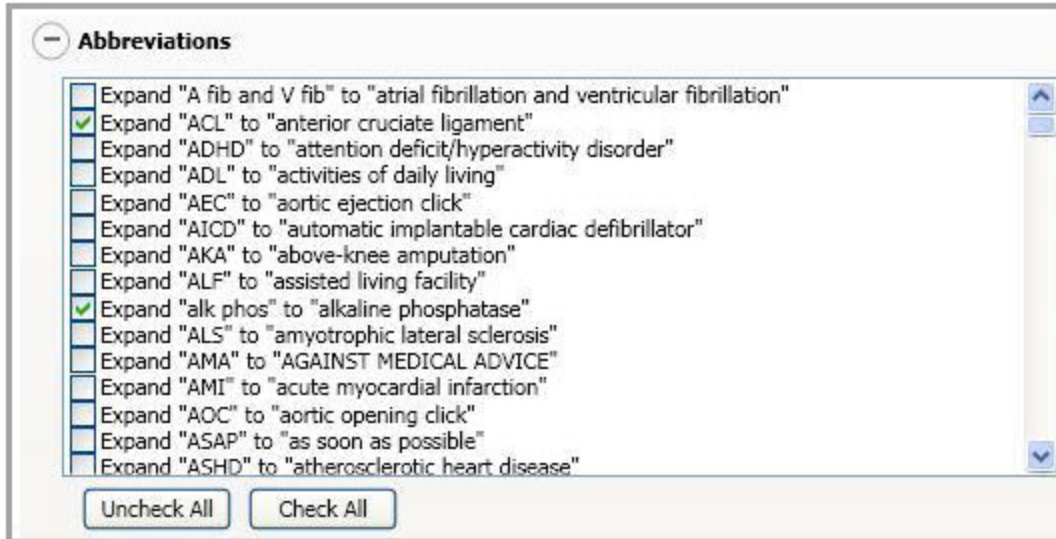 Abbreviations
Expand "A fib and V fib" to "atrial fibrillation and ventricular fibrillation"
Expand "ACL" to "anterior cruciate ligament"
Expand "ADHD" to "attention deficit/hyperactivity disorder"
Expand "ADL" to "activities of daily living"
Expand "AEC" to "aortic ejection click"
Expand "AICD" to "automatic implantable cardiac defibrillator"
Expand "AKA" to "above-knee amputation"
Expand "ALF" to "assisted living facility"
Expand "alk phos" to "alkaline phosphatase"
Expand "ALS" to "amyotrophic lateral sclerosis"
Expand "AMA" to "AGAINST MEDICAL ADVICE"
Expand "AMI" to "acute myocardial infarction"
Expand "AOC" to "aortic opening click"
Expand "ASAP" to "as soon as possible"
Expand "ASHD" to "atherosclerotic heart disease"
Uncheck All Check All